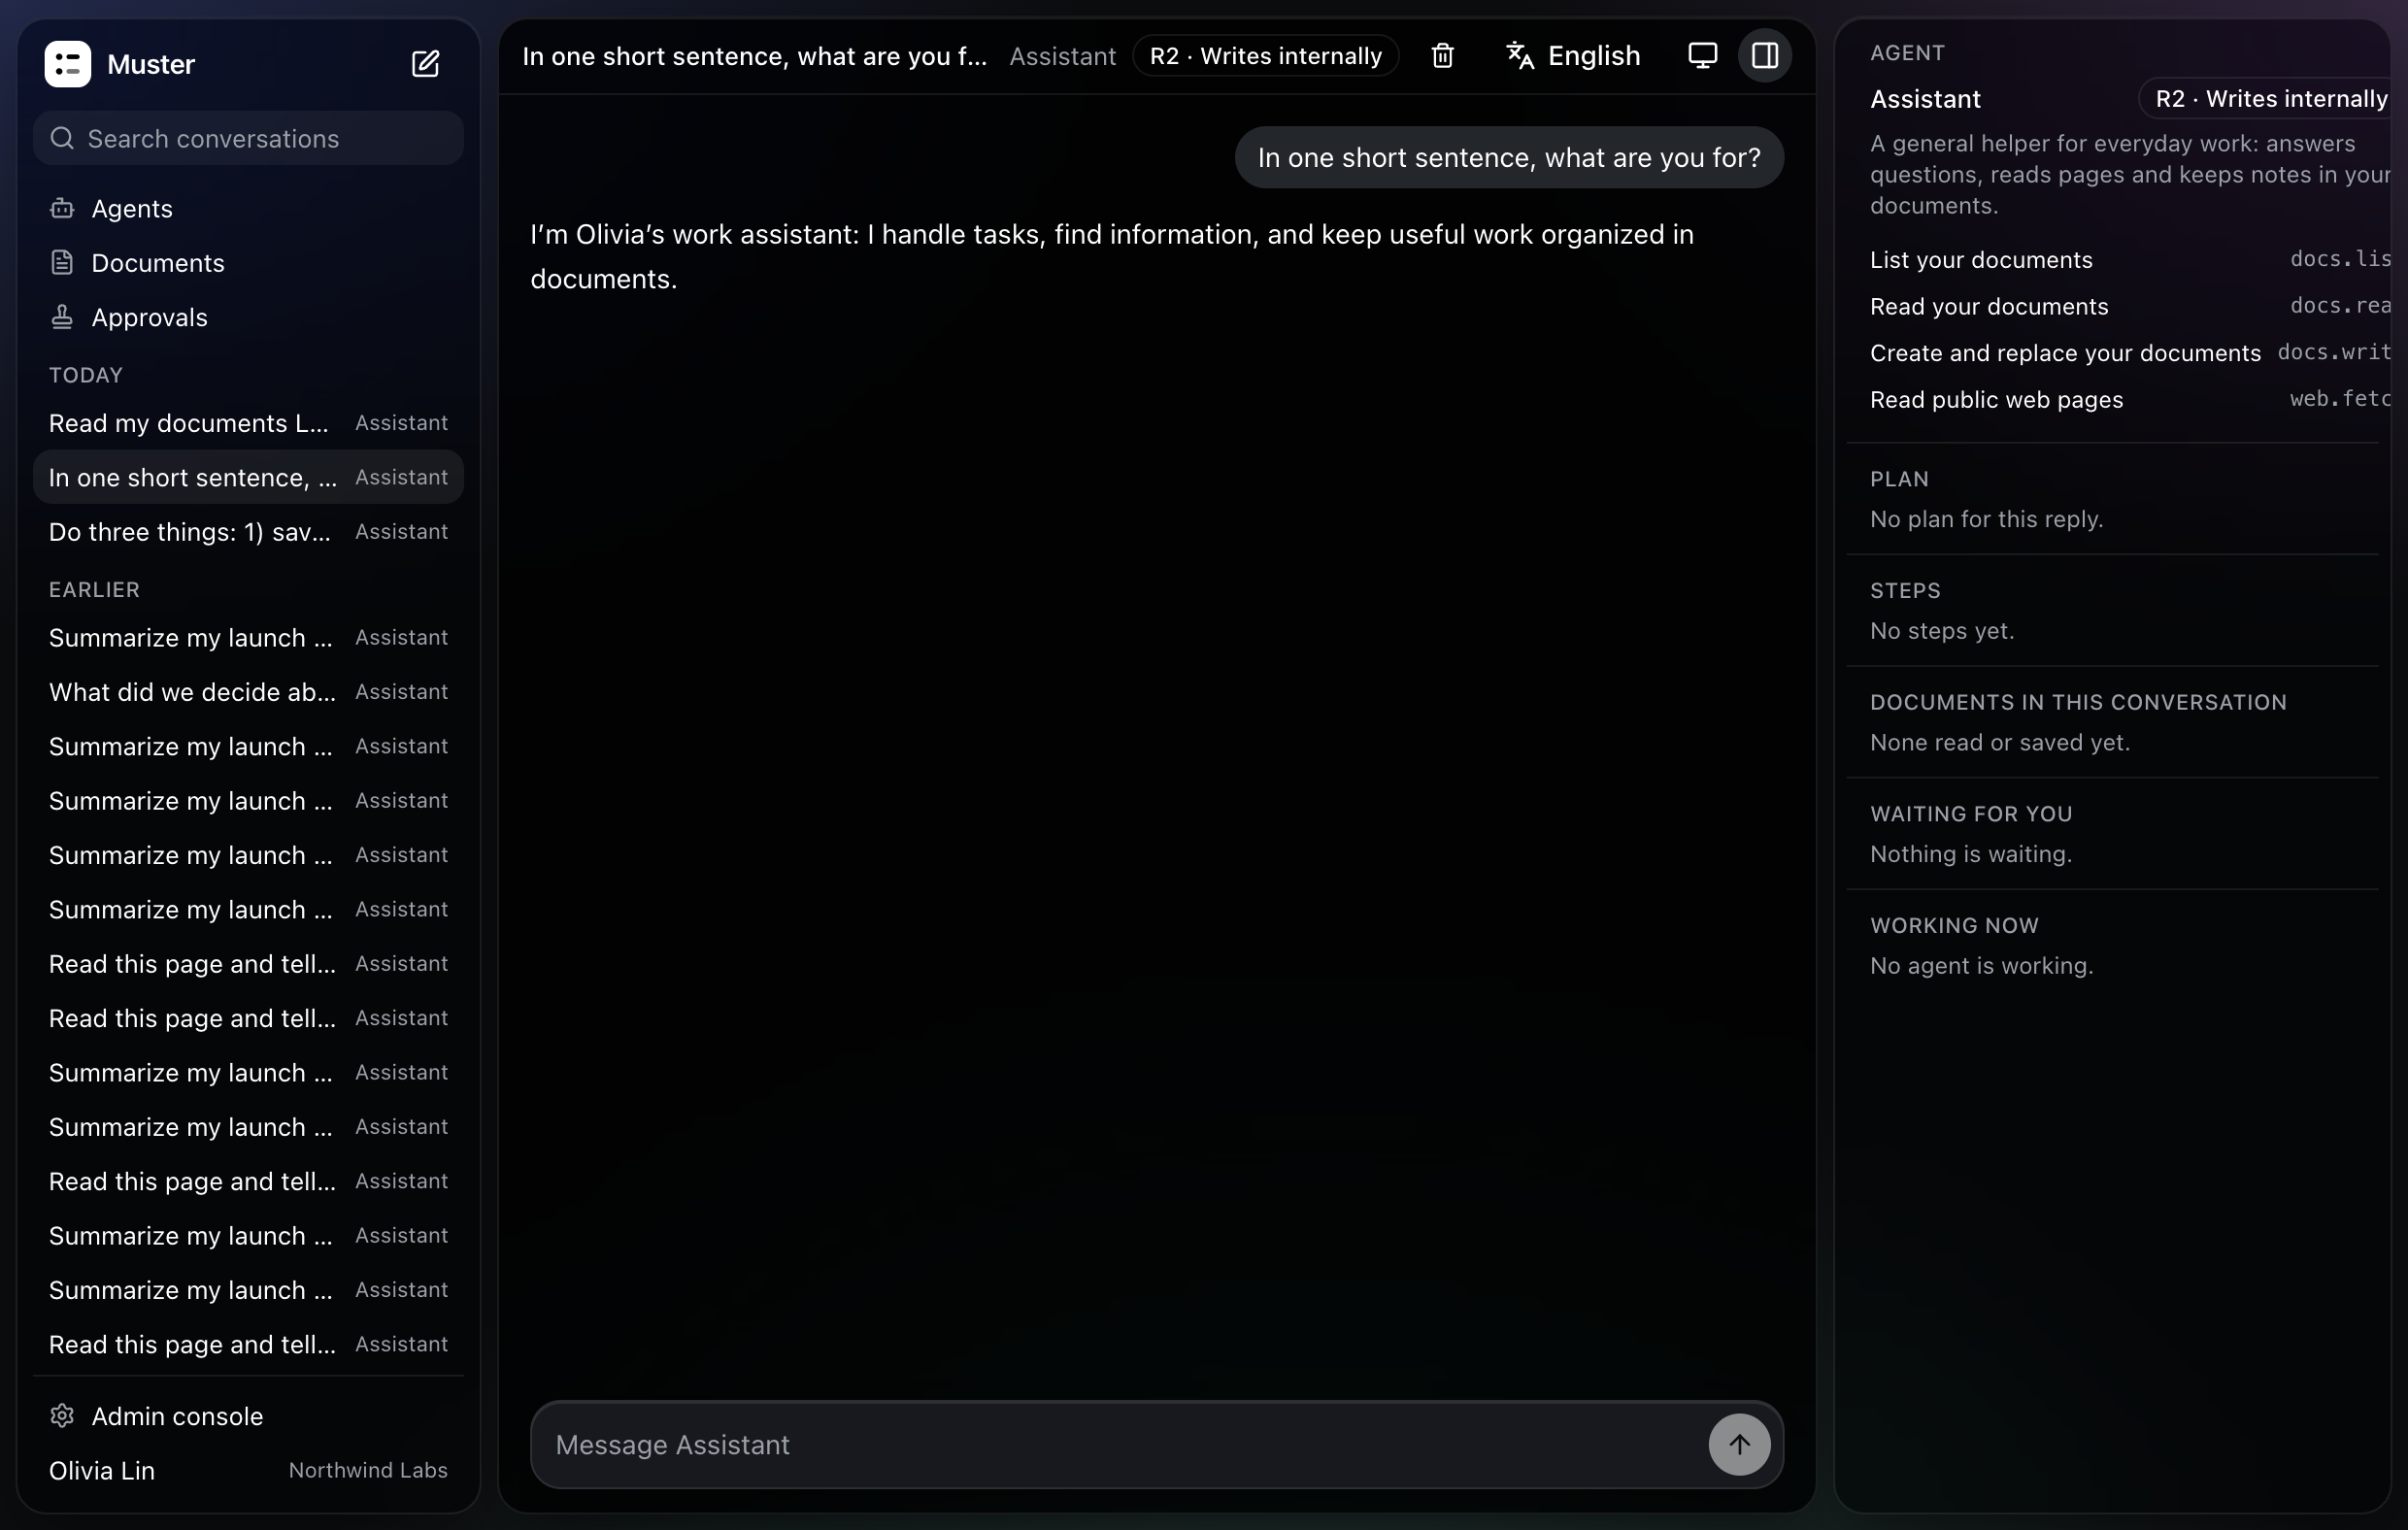 Muster
Search conversations
Agents
Documents
Approvals
TODAY
Read my documents L... Assistant
In one short sentence, ... Assistant
Do three things: 1) sav... Assistant
EARLIER
Summarize my launch ... Assistant
What did we decide ab... Assistant
Summarize my launch ... Assistant
Summarize my launch ... Assistant
Summarize my launch ... Assistant
Summarize my launch ... Assistant
Read this page and tell... Assistant
Read this page and tell... Assistant
Summarize my launch ... Assistant
Summarize my launch ... Assistant
Read this page and tell... Assistant
Summarize my launch ... Assistant
Summarize my launch ... Assistant
Read this page and tell... Assistant
Admin console
Olivia Lin Northwind Labs
In one short sentence, what are you f... Assistant R2 · Writes internally English
In one short sentence, what are you for?
I’m Olivia’s work assistant: I handle tasks, find information, and keep useful work organized in
documents.
Message Assistant
AGENT
Assistant R2 · Writes internally
A general helper for everyday work: answers
questions, reads pages and keeps notes in your
documents.
List your documents docs.lis
Read your documents docs.rea
Create and replace your documents docs.writ
Read public web pages web.fetc
PLAN
No plan for this reply.
STEPS
No steps yet.
DOCUMENTS IN THIS CONVERSATION
None read or saved yet.
WAITING FOR YOU
Nothing is waiting.
WORKING NOW
No agent is working.